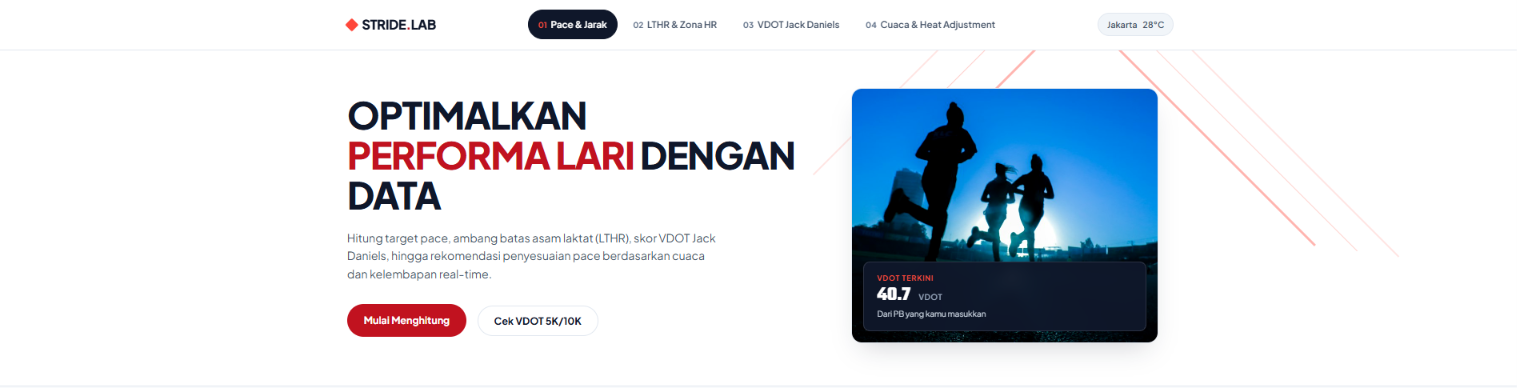 STRIDE.LAB
01 Pace & Jarak
02 LTHR & Zona HR
03 VDOT Jack Daniels
04 Cuaca & Heat Adjustment
Jakarta 28°C
OPTIMALKAN
PERFORMA LARI DENGAN
DATA
Hitung target pace, ambang batas asam laktat (LTHR), skor VDOT Jack
Daniels, hingga rekomendasi penyesuaian pace berdasarkan cuaca
dan kelembapan real-time.
Mulai Menghitung
Cek VDOT 5K/10K
VDOT TERKINI
40.7 VDOT
Dari PB yang kamu masukkan